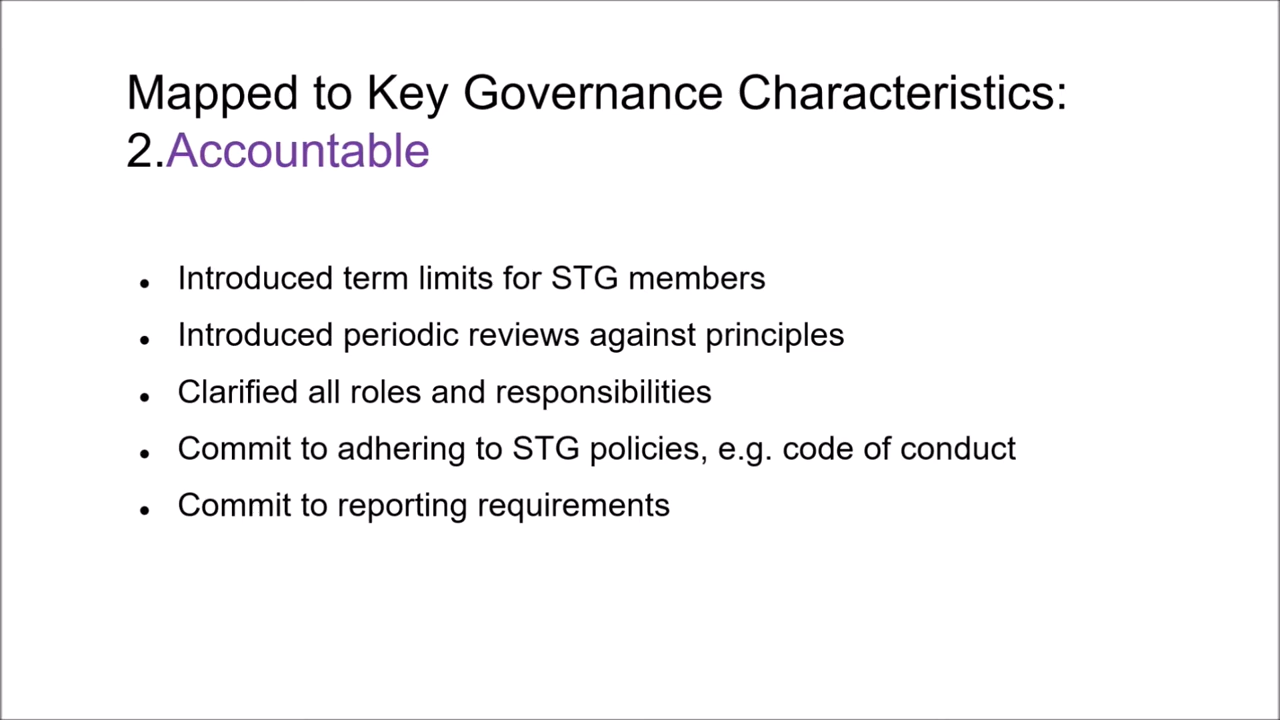 Mapped to Key Governance Characteristics:
2.Accountable
• Introduced term limits for STG members
• Introduced periodic reviews against principles
• Clarified all roles and responsibilities
• Commit to adhering to STG policies, e.g. code of conduct
• Commit to reporting requirements